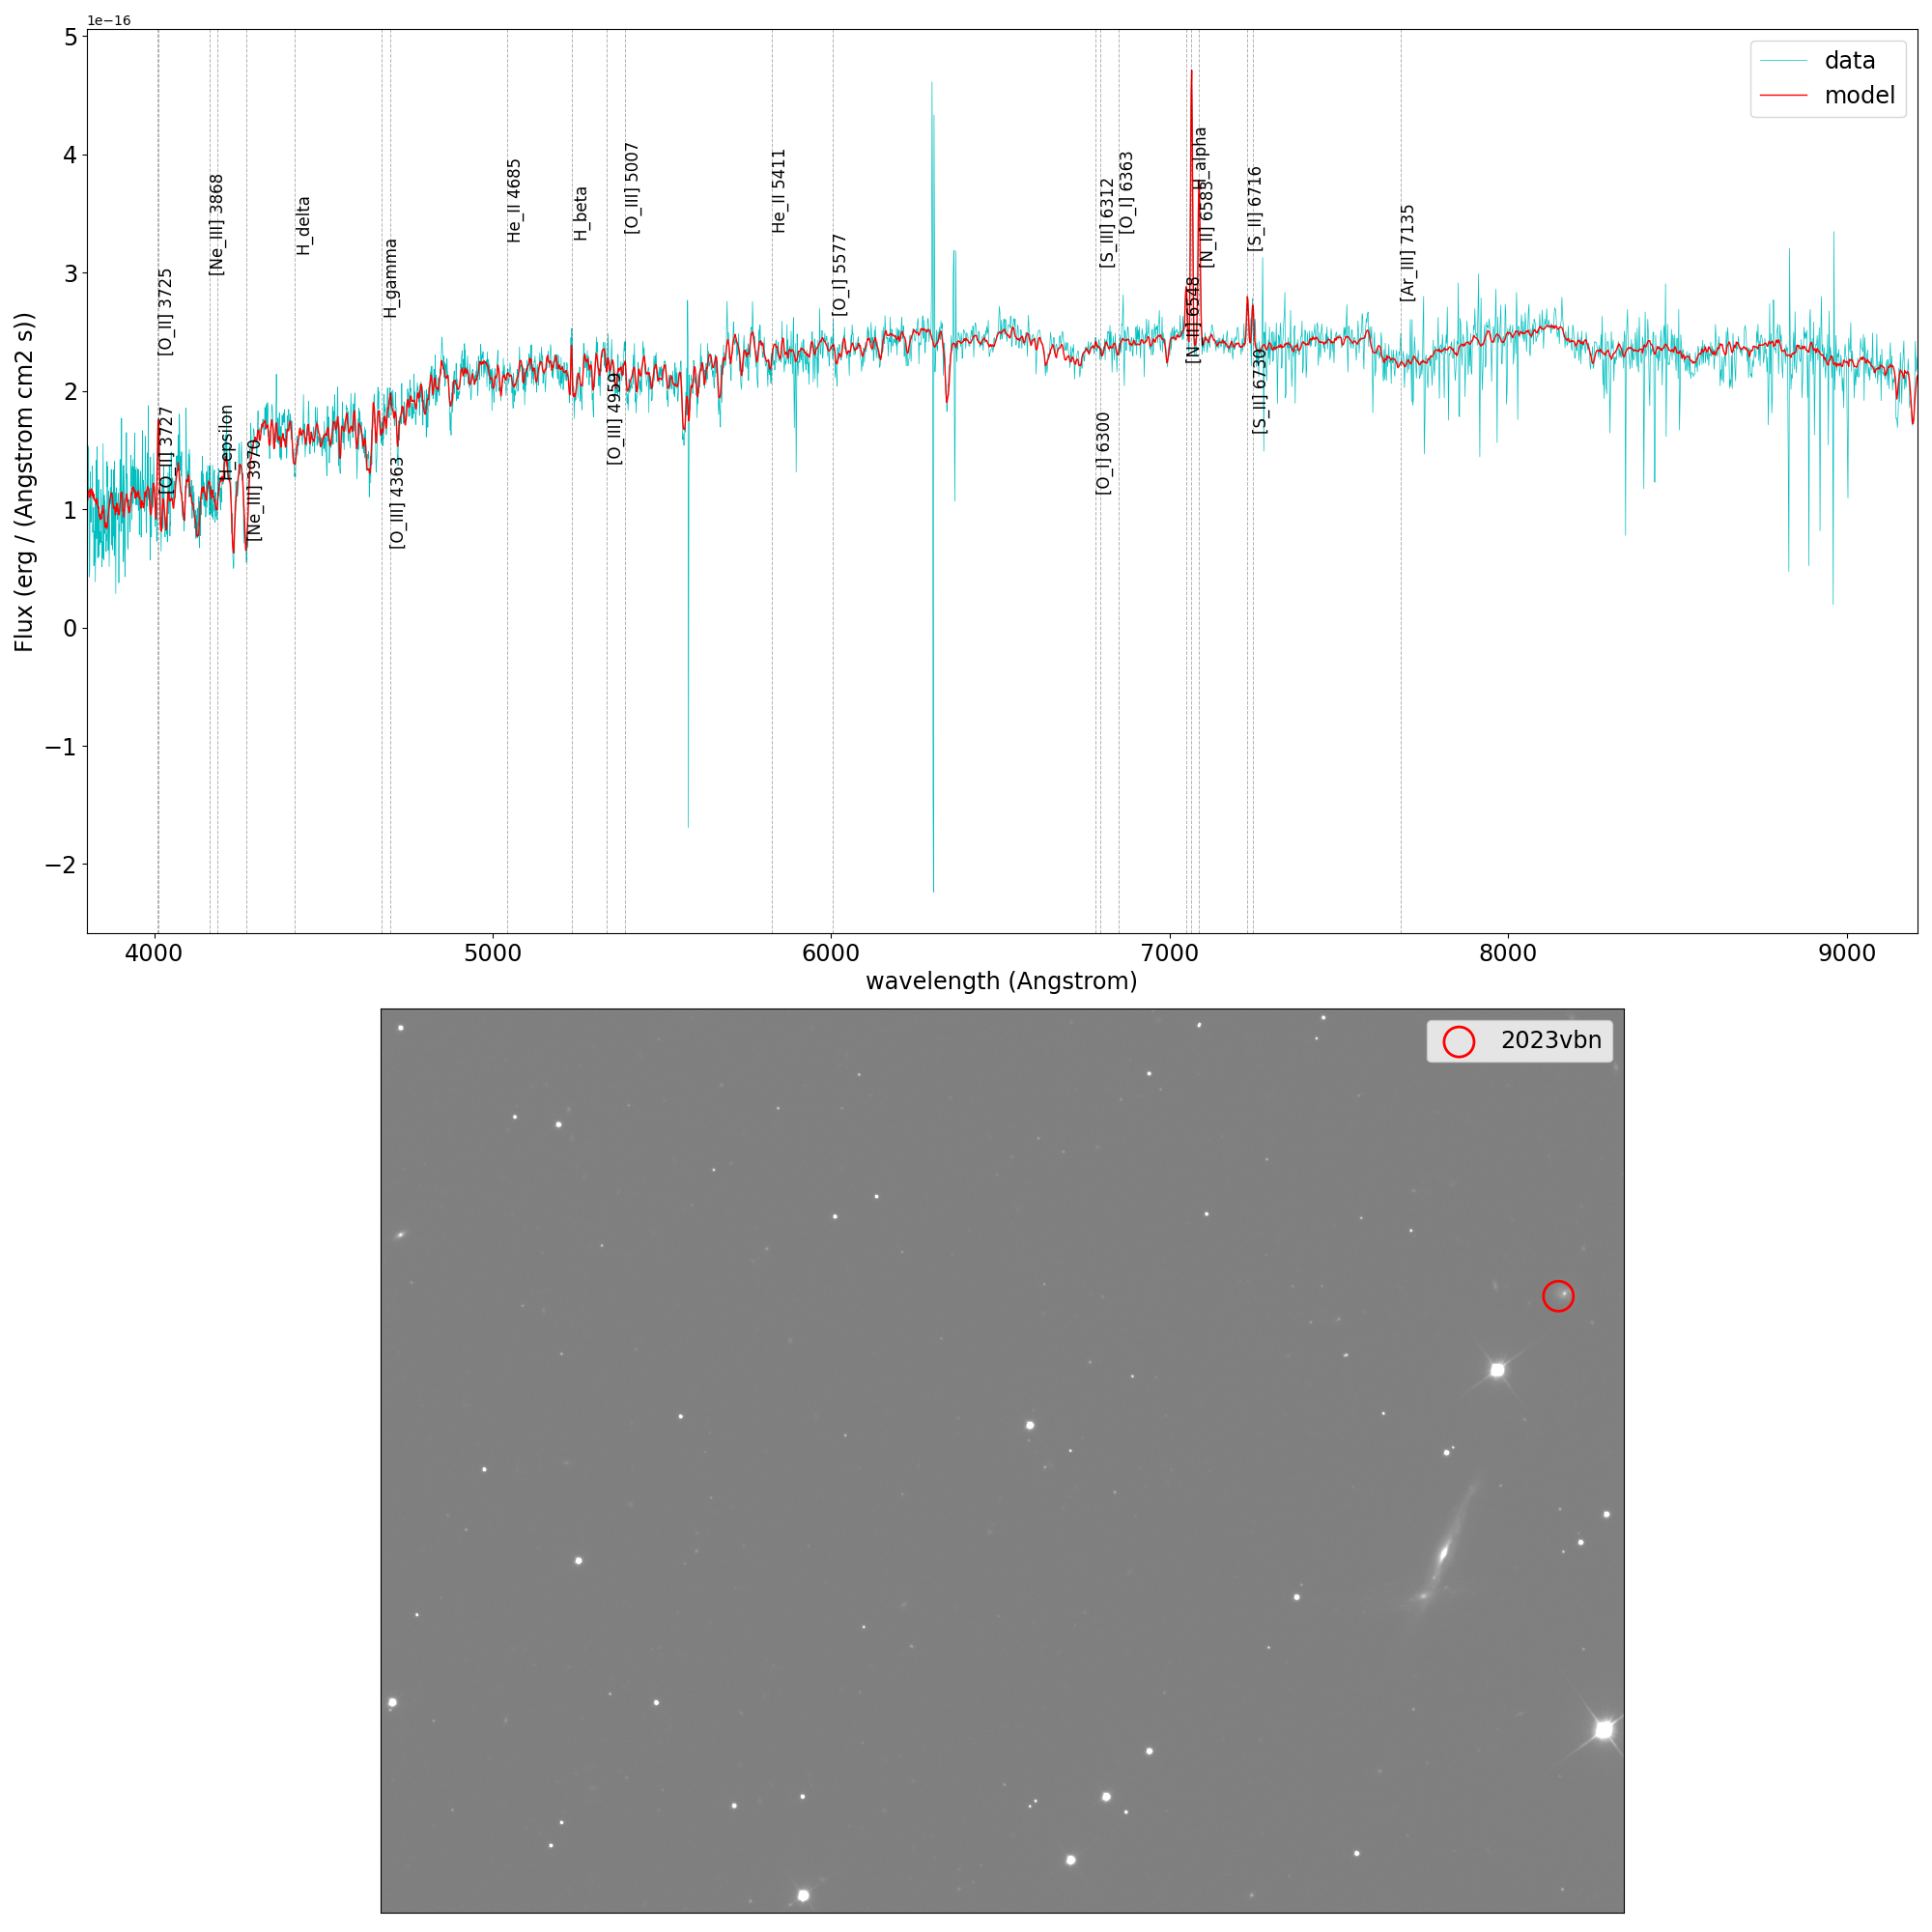 1e−16
5
4
3
2
1
0
−1
−2
Flux (erg / (Angstrom cm2 s))
data
model
[O_II] 3725
[O_II] 3727
[Ne_III] 3868
H_epsilon
[Ne_III] 3970
H_delta
H_gamma
[O_III] 4363
He_II 4685
H_beta
[O_III] 4959
[O_III] 5007
He_II 5411
[O_I] 5577
[O_I] 6300
[S_III] 6312
[O_I] 6363
[N_II] 6548
H_alpha
[N_II] 6583
[S_II] 6716
[S_II] 6730
[Ar_III] 7135
4000 5000 6000 7000 8000 9000
wavelength (Angstrom)
2023vbn